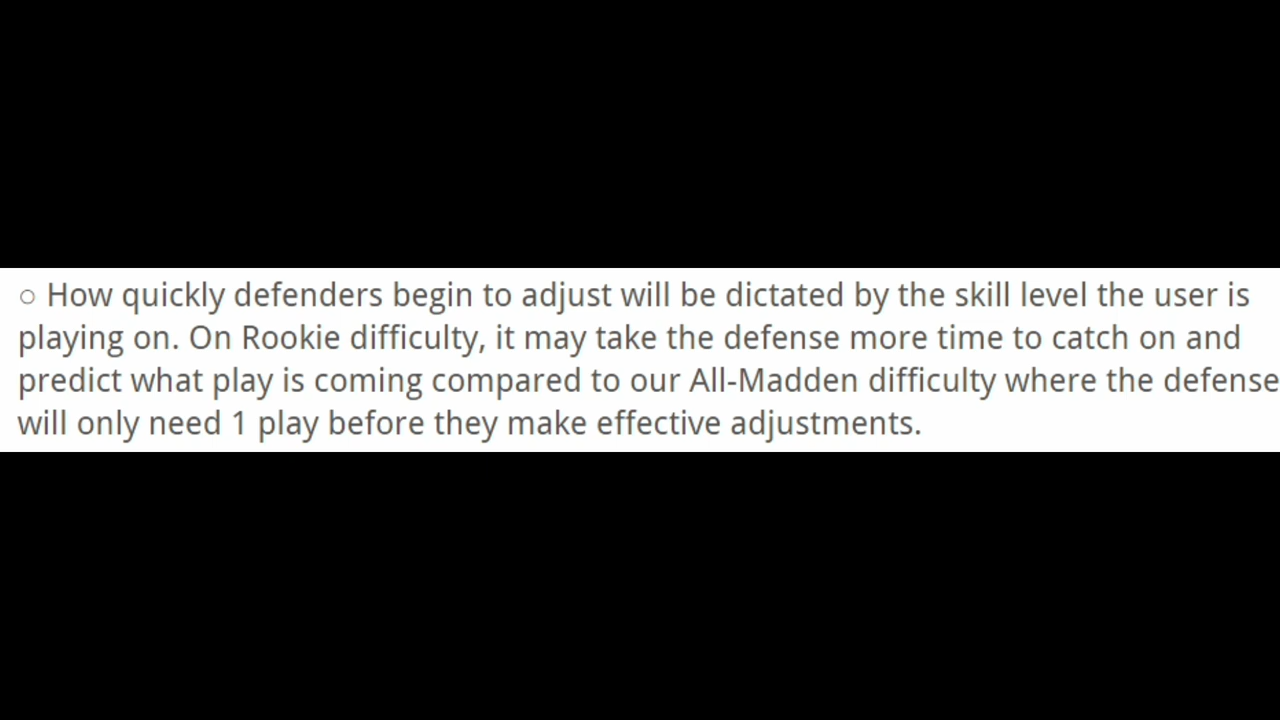 ○ How quickly defenders begin to adjust will be dictated by the skill level the user is
playing on. On Rookie difficulty, it may take the defense more time to catch on and
predict what play is coming compared to our All-Madden difficulty where the defense
will only need 1 play before they make effective adjustments.